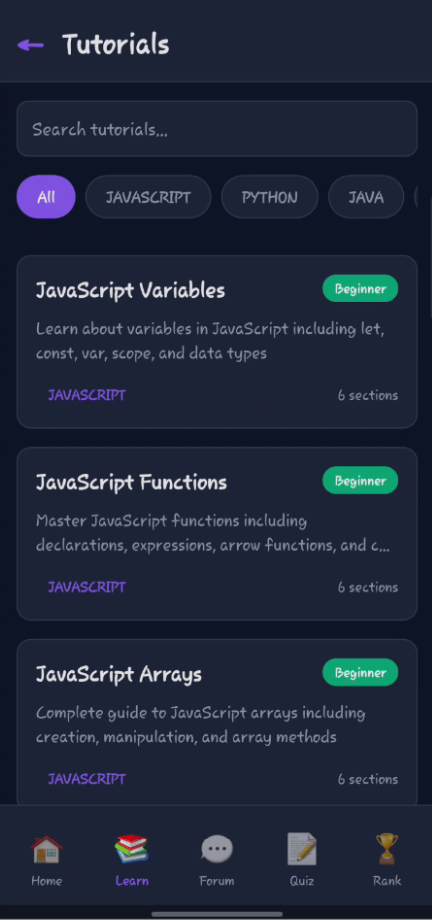 Tutorials
Search tutorials...
All
JAVASCRIPT
PYTHON
JAVA
JavaScript Variables
Beginner
Learn about variables in JavaScript including let,
const, var, scope, and data types
JAVASCRIPT
6 sections
JavaScript Functions
Beginner
Master JavaScript functions including
declarations, expressions, arrow functions, and c...
JAVASCRIPT
6 sections
JavaScript Arrays
Beginner
Complete guide to JavaScript arrays including
creation, manipulation, and array methods
JAVASCRIPT
6 sections
Home
Learn
Forum
Quiz
Rank